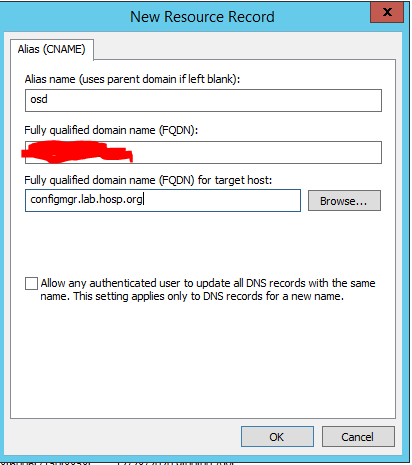 New Resource Record
x
Alias (CNAME)
Alias name (uses parent domain if left blank):
osd
Fully qualified domain name (FQDN):
Fully qualified domain name (FQDN) for target host:
configmgr.lab.hosp.org
Browse...
Allow any authenticated user to update all DNS records with the same
name. This setting applies only to DNS records for a new name.
OK
Cancel